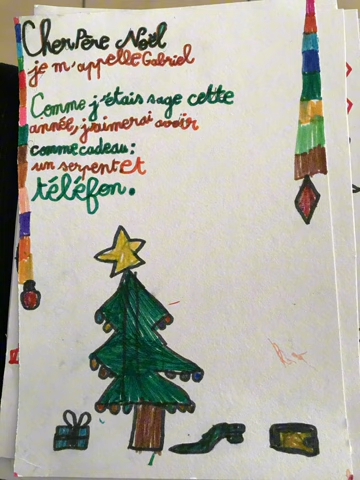 Cher Père Noël
je m'appelle Gabriel
Comme j'étais sage cette
année, j'aimerai avoir
comme cadeau:
un serpent et
téléfon.